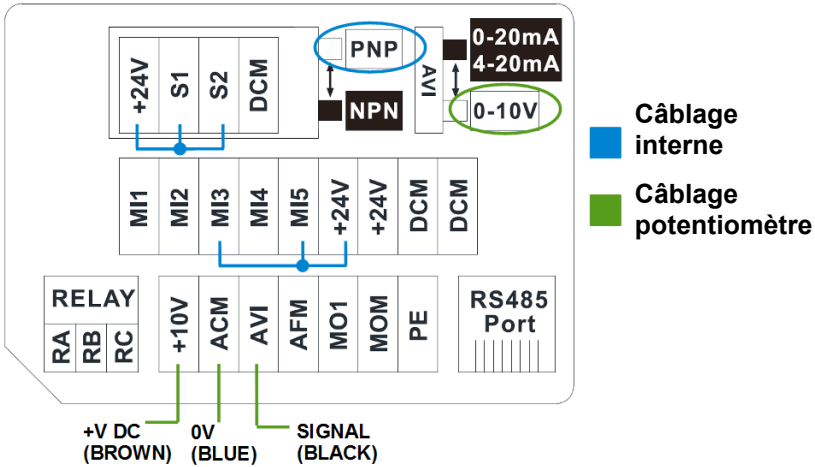 +24V S1 S2 DCM
PNP
NPN
AVI
0-20mA
4-20mA
0-10V
Câblage
interne
Câblage
potentiomètre
MI1 MI2 MI3 MI4 MI5 +24V +24V DCM DCM
RELAY
RA RB RC
+10V ACM AVI AFM MO1 MOM PE
RS485
Port
+V DC
(BROWN)
0V
(BLUE)
SIGNAL
(BLACK)